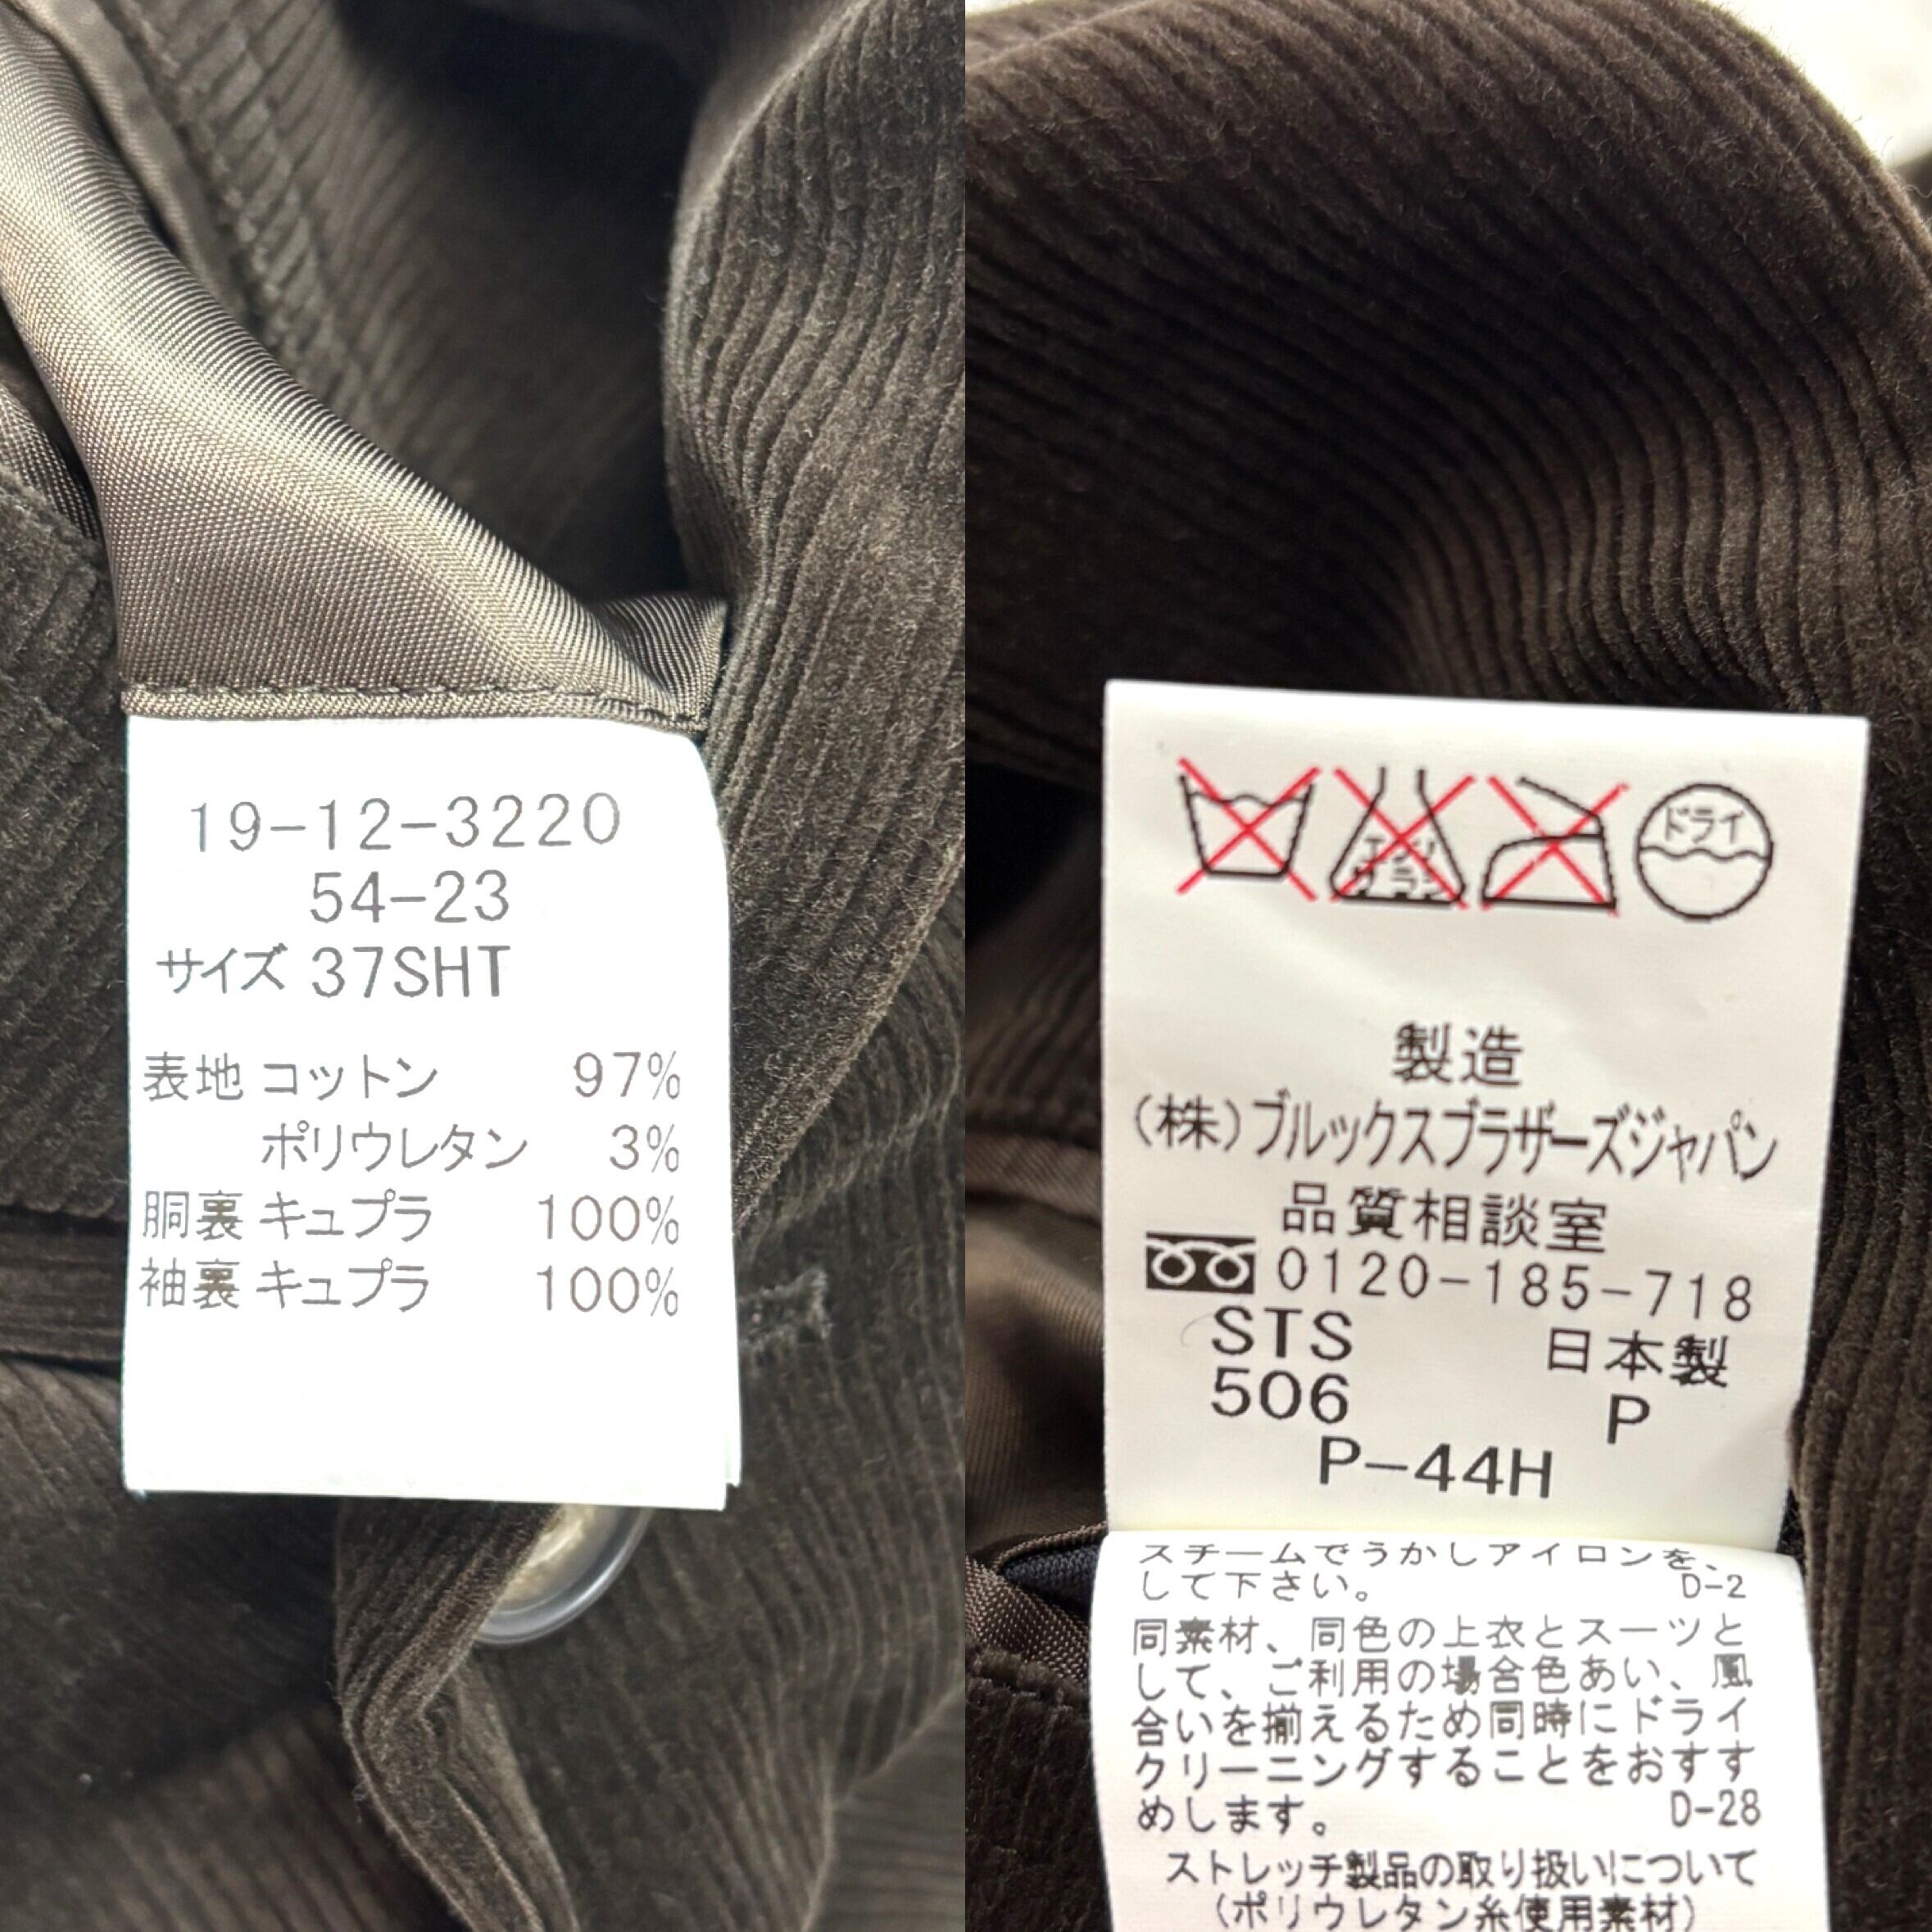 19-12-3220
54-23
サイズ 37SHT
表地 コットン 97%
ポリウレタン 3%
胴裏 キュプラ 100%
袖裏 キュプラ 100%
エンソ
サラシ
ドライ
製造
(株)ブルックスブラザーズジャパン
品質相談室
0120-185-718
STS 日本製
506 P
P-44H
スチームでうかしアイロンを、
して下さい。 D-2
同素材、同色の上衣とスーツと
して、ご利用の場合色あい、風
合いを揃えるため同時にドライ
クリーニングすることをおすす
めします。 D-28
ストレッチ製品の取り扱いについて
(ポリウレタン糸使用素材)